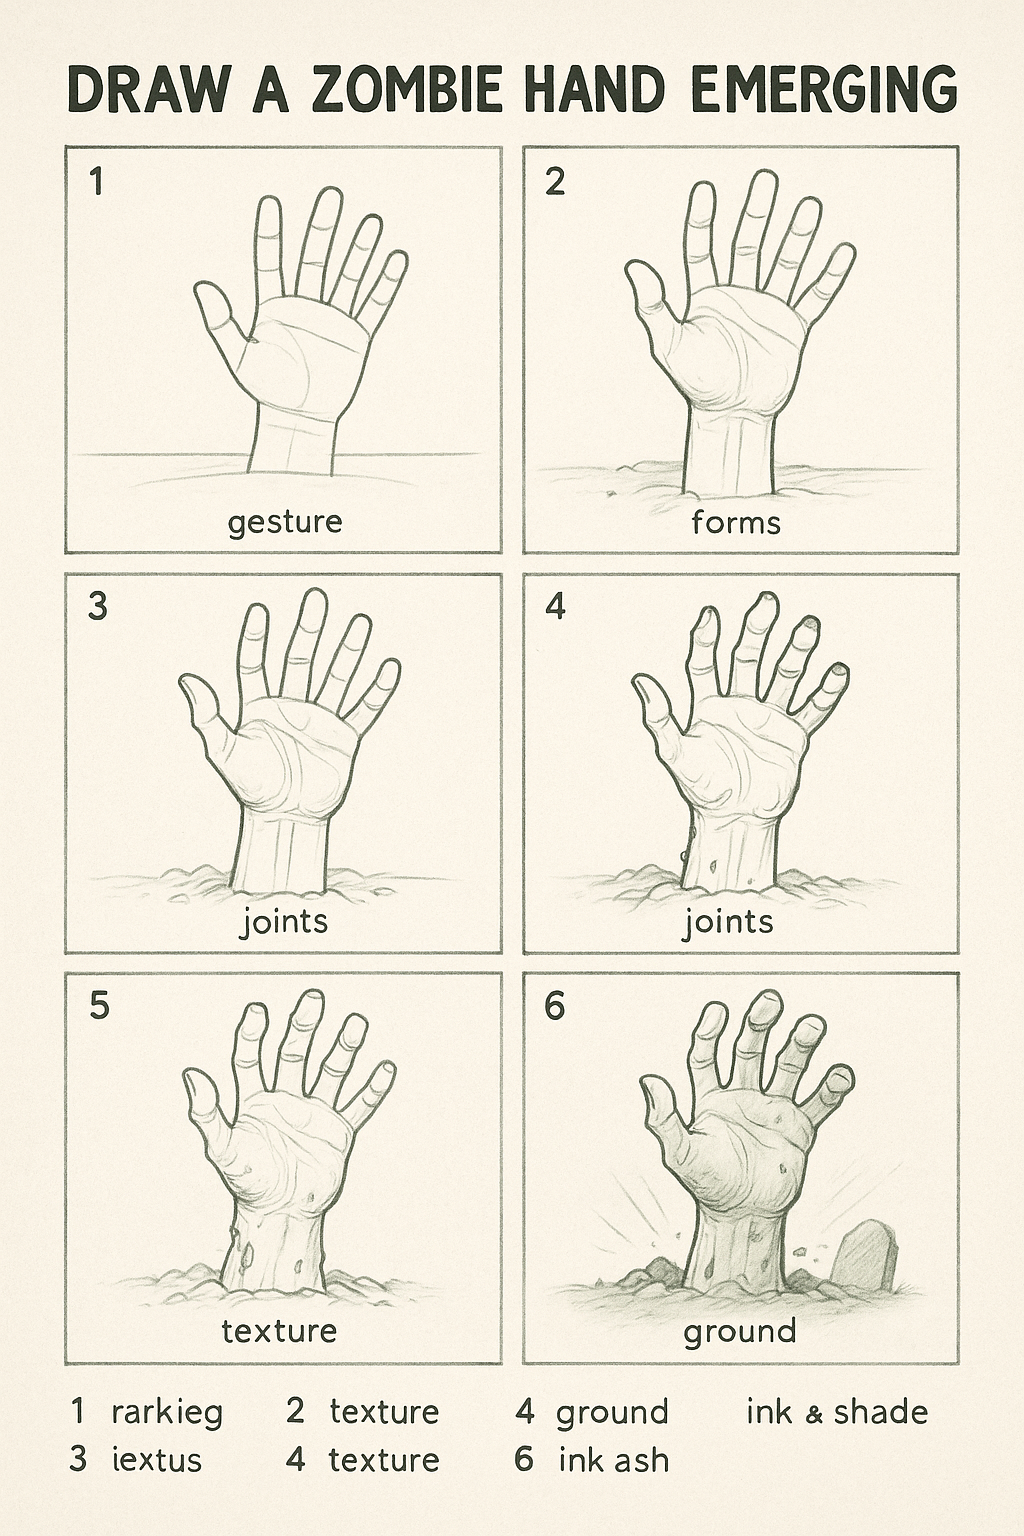 DRAW A ZOMBIE HAND EMERGING
1
gesture
2
forms
3
joints
4
joints
5
texture
6
ground
1 rarkieg 2 texture 4 ground ink & shade
3 iextus 4 texture 6 ink ash